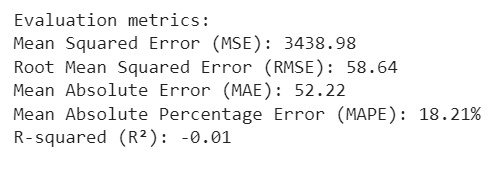 Evaluation metrics:
Mean Squared Error (MSE): 3438.98
Root Mean Squared Error (RMSE): 58.64
Mean Absolute Error (MAE): 52.22
Mean Absolute Percentage Error (MAPE): 18.21%
R-squared (R²): -0.01